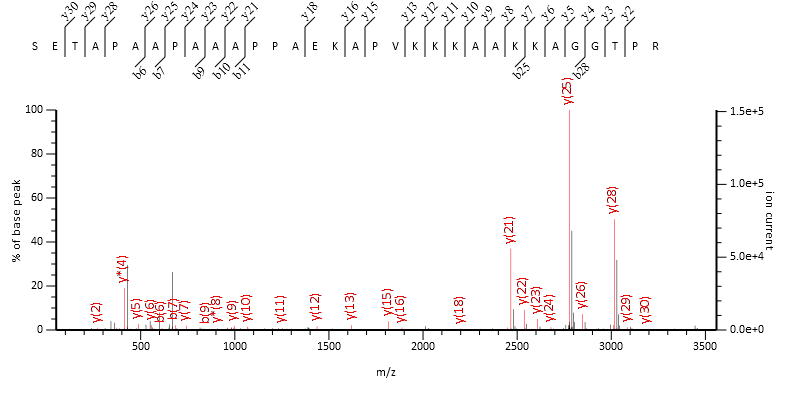 y30 y29 y28 y26 y25 y24 y23 y22 y21 y18 y16 y15 y13 y12 y11 y10 y9 y8 y7 y6 y5 y4 y3 y2
S E T A P A A P A A A P P A E K A P V K K K A A K K A G G T P R
b6 b7 b9 b10 b11 b25 b28
100 80 60 40 20 0
% of base peak
y(2) y*(4) y(5) y(6) b(6) b(7) y(7) b(9) y*(8) y(9) y(10) y(11) y(12) y(13) y(15) y(16) y(18) y(21) y(22) y(23) y(24) y(25) y(26) y(28) y(29) y(30)
1.5e+5 1.0e+5 5.0e+4 0.0e+0
ion current
500 1000 1500 2000 2500 3000 3500
m/z